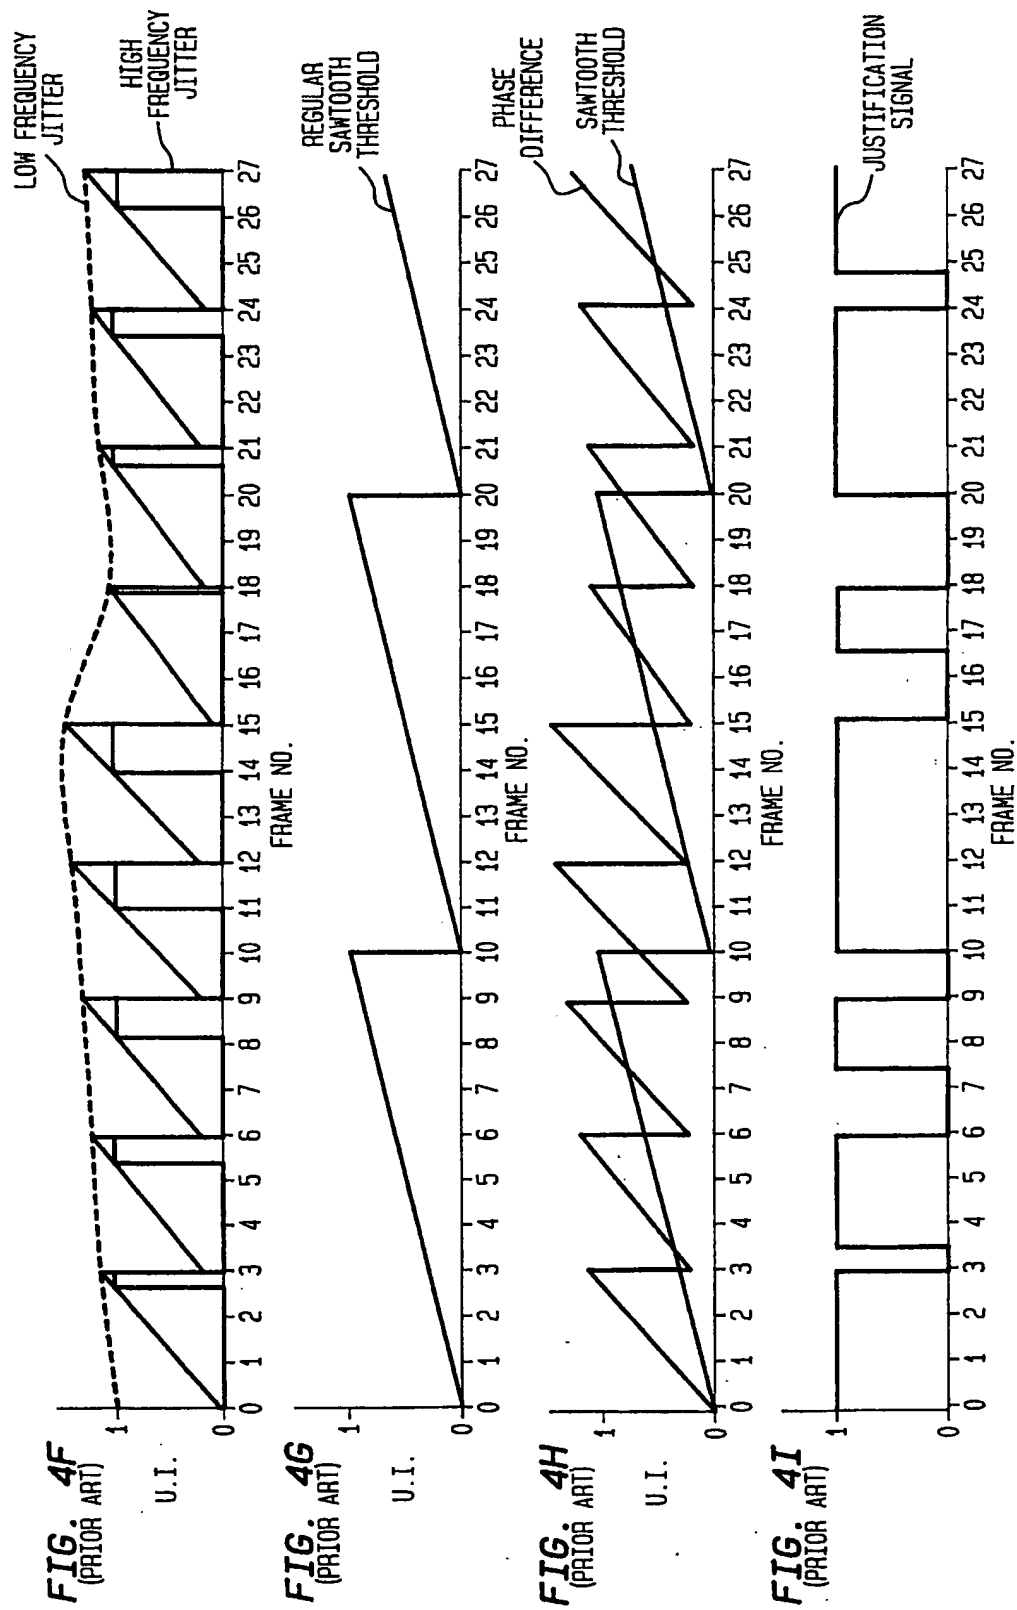 FIG. 4F
(PRIOR ART)
U.I.
1
0
LOW FREQUENCY
JITTER
HIGH
FREQUENCY
JITTER
0 1 2 3 4 5 6 7 8 9 10 11 12 13 14 15 16 17 18 19 20 21 22 23 24 25 26 27
FRAME NO.
FIG. 4G
(PRIOR ART)
U.I.
1
0
REGULAR
SAWTOOTH
THRESHOLD
0 1 2 3 4 5 6 7 8 9 10 11 12 13 14 15 16 17 18 19 20 21 22 23 24 25 26 27
FRAME NO.
FIG. 4H
(PRIOR ART)
U.I.
1
0
PHASE
DIFFERENCE
SAWTOOTH
THRESHOLD
0 1 2 3 4 5 6 7 8 9 10 11 12 13 14 15 16 17 18 19 20 21 22 23 24 25 26 27
FRAME NO.
FIG. 4I
(PRIOR ART)
1
0
JUSTIFICATION
SIGNAL
0 1 2 3 4 5 6 7 8 9 10 11 12 13 14 15 16 17 18 19 20 21 22 23 24 25 26 27
FRAME NO.